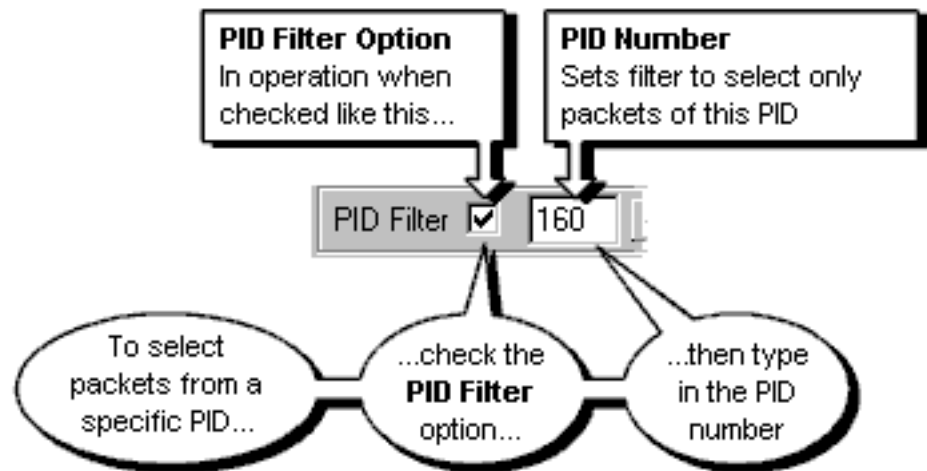 PID Filter Option
In operation when
checked like this...
PID Number
Sets filter to select only
packets of this PID
PID Filter
160
To select
packets from a
specific PID...
...check the
PID Filter
option...
...then type
in the PID
number